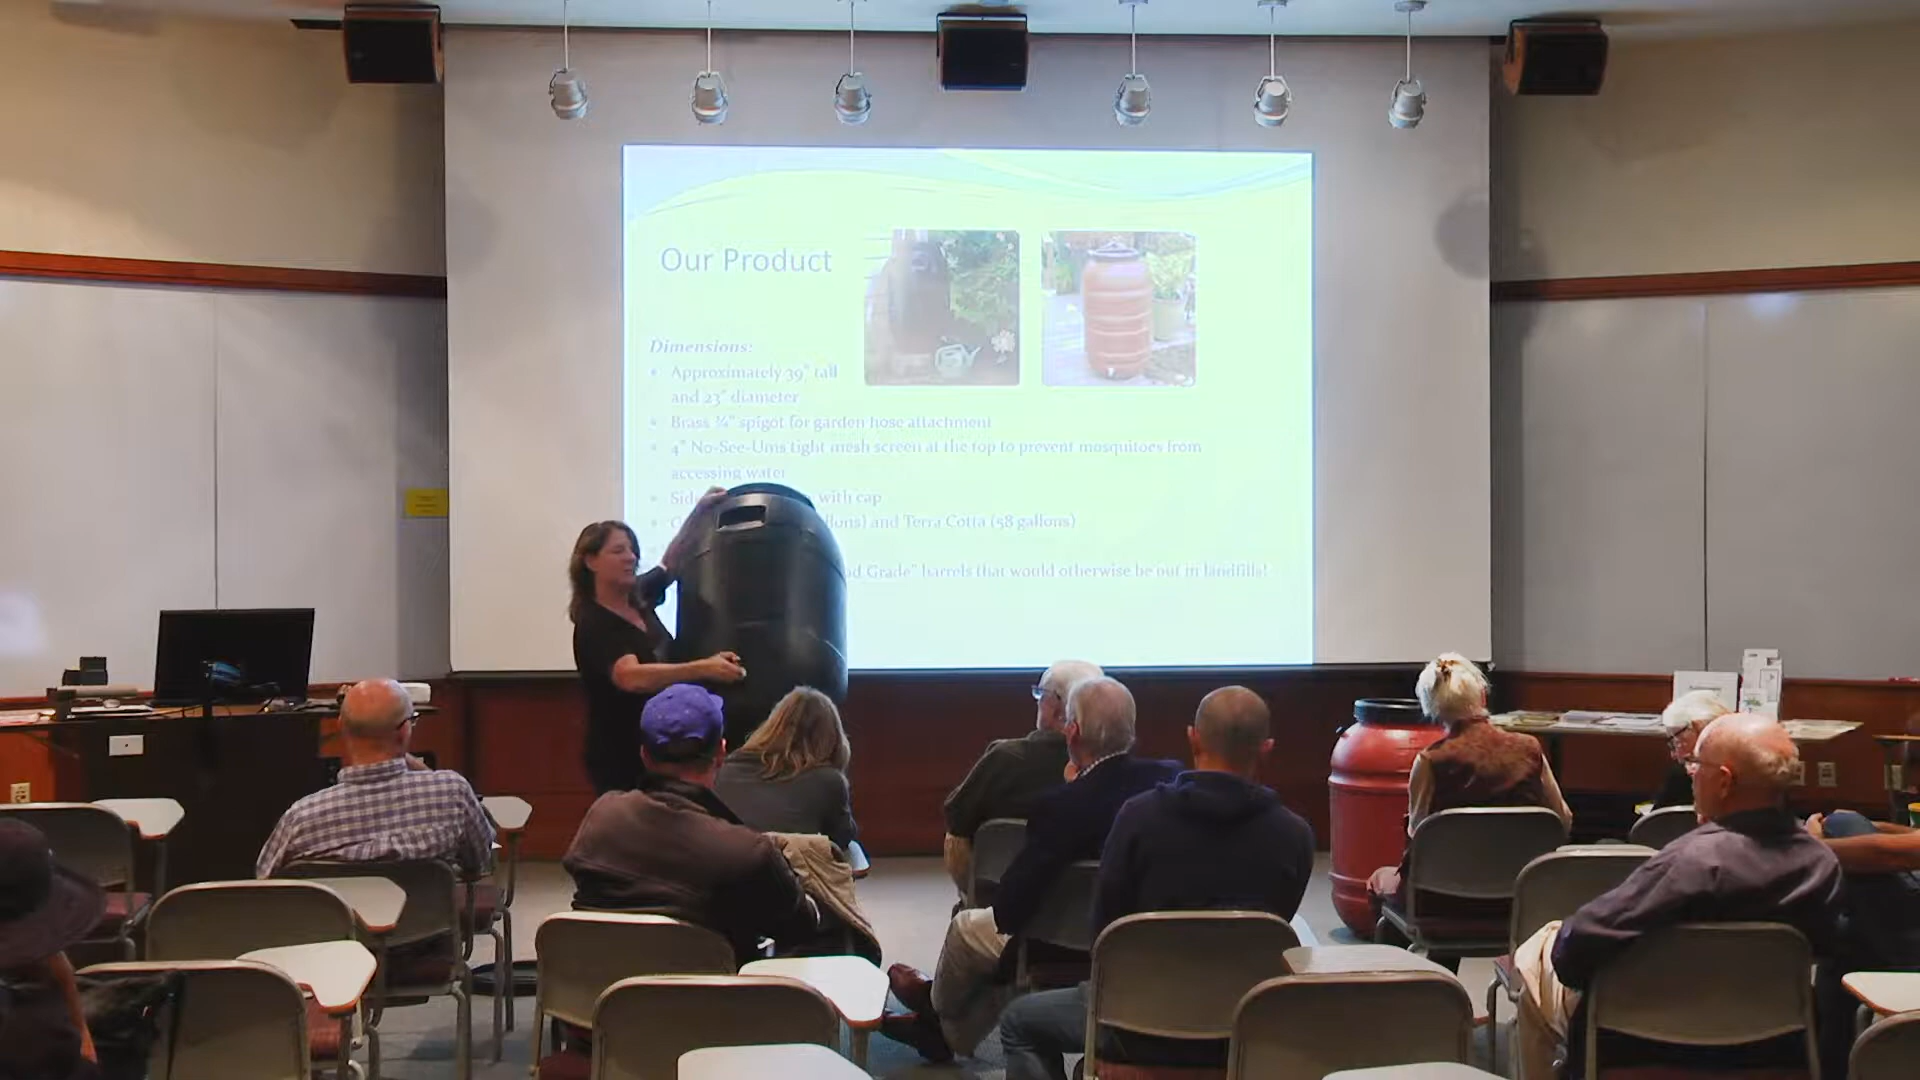 Our Product
Dimensions:
Approximately 39" tall
and 23" diameter
Brass ¾" spigot for garden hose attachment
4" No-See-Ums tight mesh screen at the top to prevent mosquitoes from
accessing water
with cap
and Terra Cotta (58 gallons)
Grade" barrels that would otherwise be put in landfills!